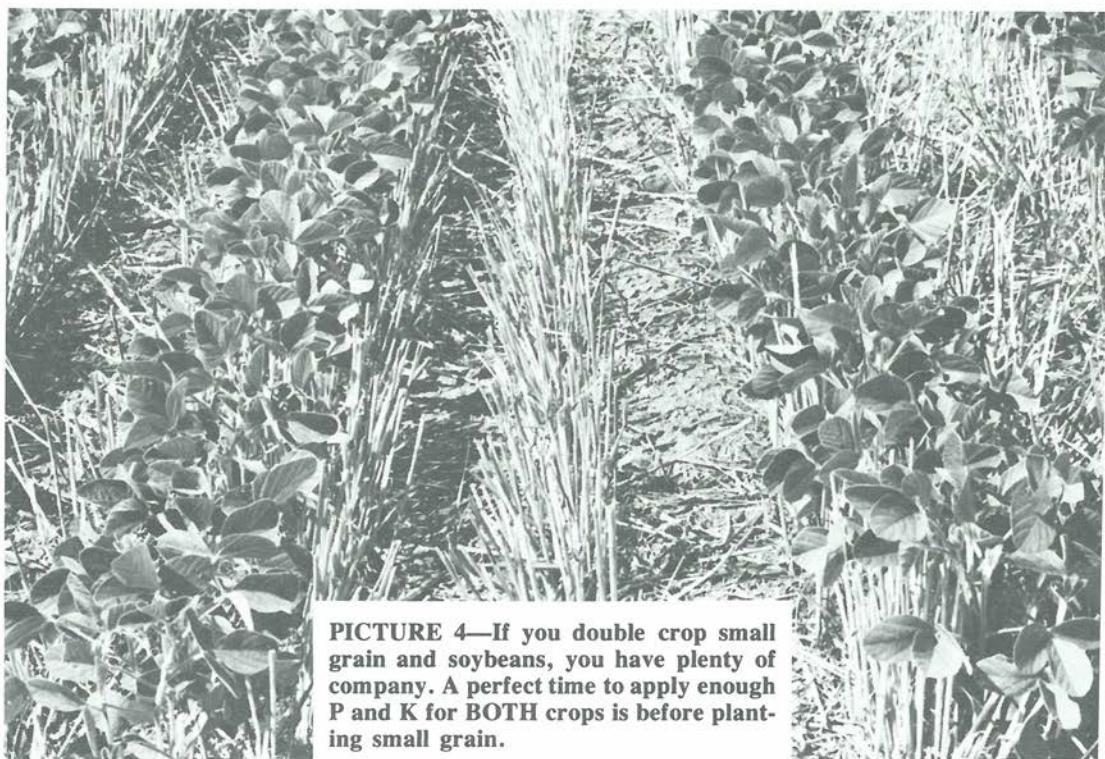 PICTURE 4—If you double crop small
grain and soybeans, you have plenty of
company. A perfect time to apply enough
P and K for BOTH crops is before plant-
ing small grain.